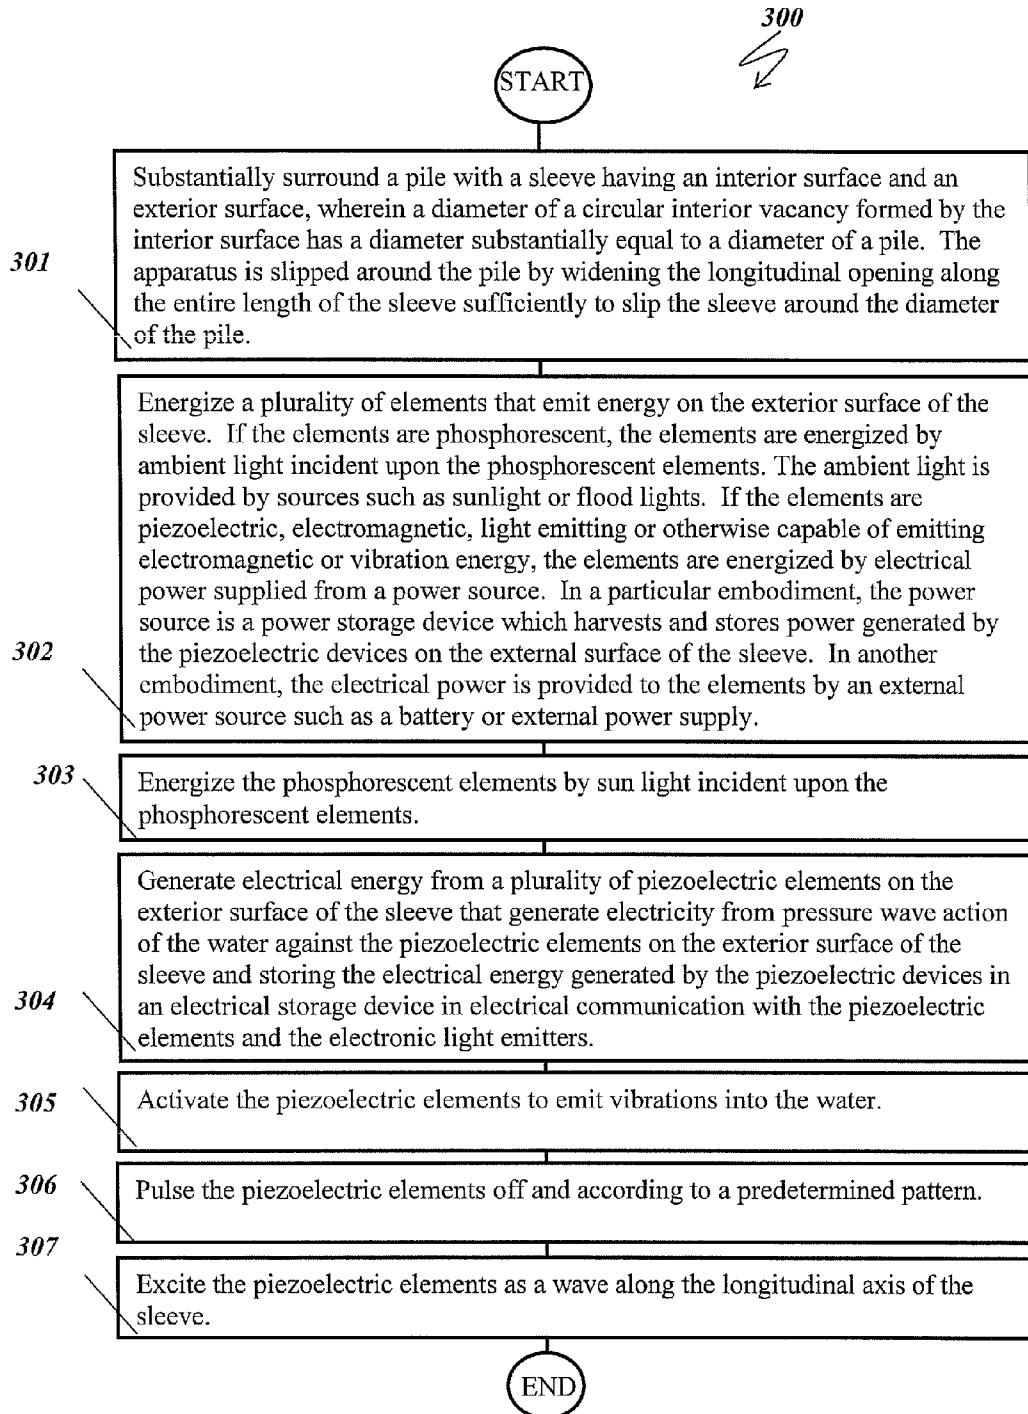 300
START
Substantially surround a pile with a sleeve having an interior surface and an
exterior surface, wherein a diameter of a circular interior vacancy formed by the
interior surface has a diameter substantially equal to a diameter of a pile. The
apparatus is slipped around the pile by widening the longitudinal opening along
the entire length of the sleeve sufficiently to slip the sleeve around the diameter
of the pile.
301
Energize a plurality of elements that emit energy on the exterior surface of the
sleeve. If the elements are phosphorescent, the elements are energized by
ambient light incident upon the phosphorescent elements. The ambient light is
provided by sources such as sunlight or flood lights. If the elements are
piezoelectric, electromagnetic, light emitting or otherwise capable of emitting
electromagnetic or vibration energy, the elements are energized by electrical
power supplied from a power source. In a particular embodiment, the power
source is a power storage device which harvests and stores power generated by
the piezoelectric devices on the external surface of the sleeve. In another
embodiment, the electrical power is provided to the elements by an external
power source such as a battery or external power supply.
302
303
Energize the phosphorescent elements by sun light incident upon the
phosphorescent elements.
Generate electrical energy from a plurality of piezoelectric elements on the
exterior surface of the sleeve that generate electricity from pressure wave action
of the water against the piezoelectric elements on the exterior surface of the
sleeve and storing the electrical energy generated by the piezoelectric devices in
an electrical storage device in electrical communication with the piezoelectric
elements and the electronic light emitters.
304
305
Activate the piezoelectric elements to emit vibrations into the water.
306
Pulse the piezoelectric elements off and according to a predetermined pattern.
307
Excite the piezoelectric elements as a wave along the longitudinal axis of the
sleeve.
END